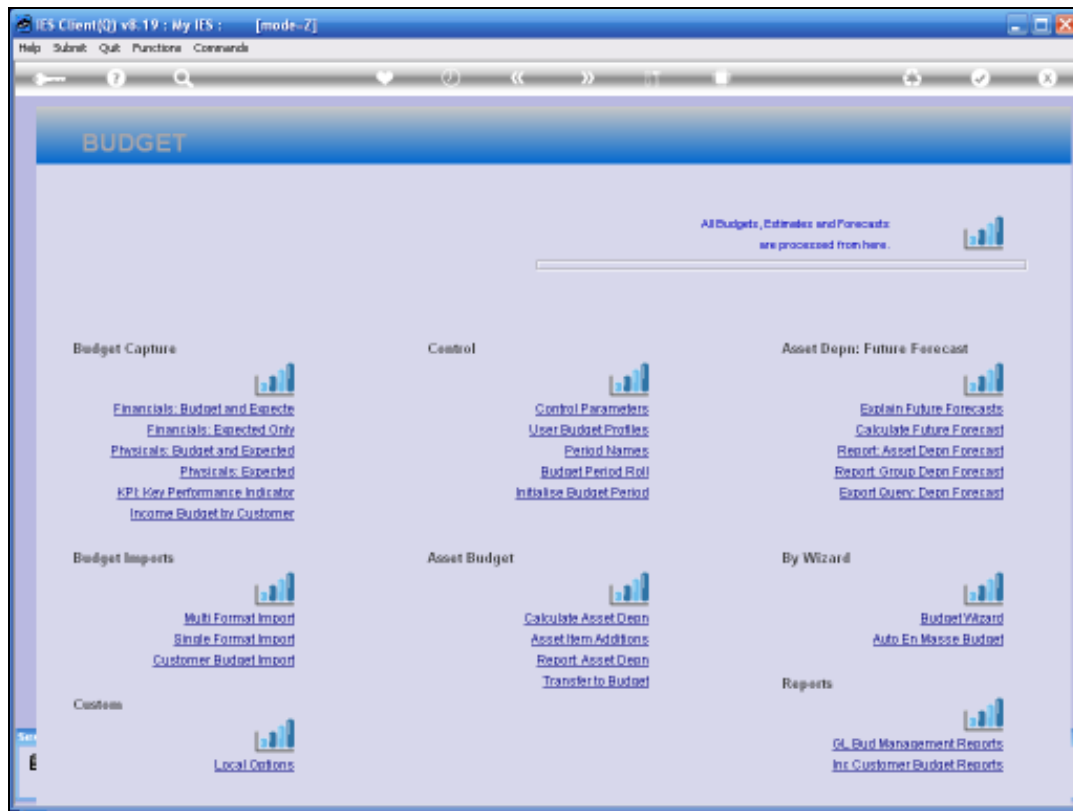 IES Client(Q) v8.19 : My IES : [mode=Z]
Help Submit Quit Functions Commands
BUDGET
All Budgets, Estimates and Forecasts
are processed from here.
Budget Capture
Financials: Budget and Expecte
Financials: Expected Only
Physicals: Budget and Expected
Physicals: Expected
KPI: Key Performance Indicator
Income Budget by Customer
Control
Control Parameters
User Budget Profiles
Period Names
Budget Period Roll
Initialise Budget Period
Asset Depn: Future Forecast
Explain Future Forecasts
Calculate Future Forecast
Report: Asset Depn Forecast
Report: Group Depn Forecast
Export Query: Depn Forecast
Budget Imports
Multi Format Import
Single Format Import
Customer Budget Import
Asset Budget
Calculate Asset Depn
Asset Item Additions
Report Asset Depn
Transfer to Budget
By Wizard
Budget Wizard
Auto En Masse Budget
Custom
Local Options
Reports
GL Bud Management Reports
Inc Customer Budget Reports